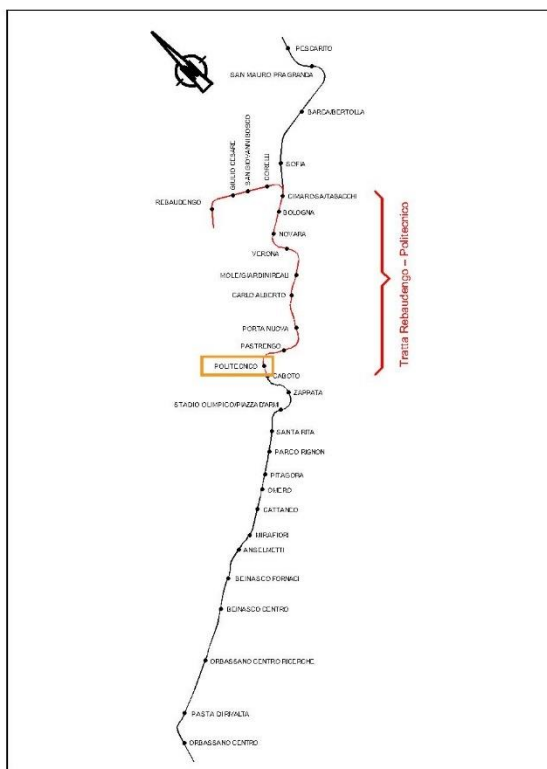 PESCARITO
SAN MAURO PIAGGRANDA
BARCA/BERTOLLA
SOFIA
GIULIO CESARE
SAN GIOVANNI BOSCO
CORELLI
REBAUDENGO
CIMAROSA/TABACCHI
BOLOGNA
NOVARA
VERONA
MOLE/GIARDINI REALI
CARLO ALBERTO
PORTA NUOVA
PASTRENGO
POLITECNICO
CABOTO
ZAPPATA
STADIO OLIMPICO/PIAZZA D'ARMI
SANTA RITA
PARCO RIGNON
PITAGORA
OMERO
CATTANEO
MIRAFIORI
ANSELMETTI
BEINASCO FORNACI
BEINASCO CENTRO
ORBASSANO CENTRO RICERCHE
PASTA DI RIVALTA
ORBASSANO CENTRO
Tratta Rebaudengo – Politecnico